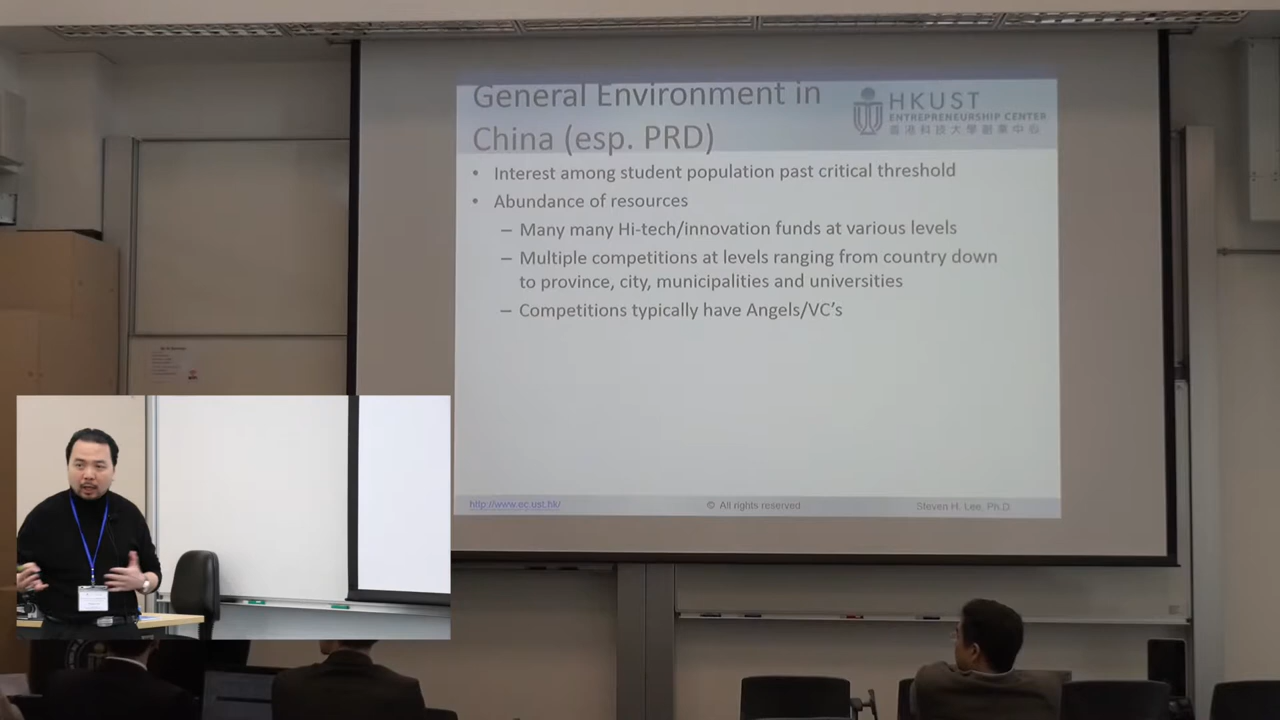 General Environment in
China (esp. PRD)
HKUST
ENTREPRENEURSHIP CENTER
香港科技大學創業中心
• Interest among student population past critical threshold
• Abundance of resources
– Many many Hi-tech/innovation funds at various levels
– Multiple competitions at levels ranging from country down
to province, city, municipalities and universities
– Competitions typically have Angels/VC’s
http://www.ec.ust.hk/
© All rights reserved
Steven H. Lee, Ph.D.